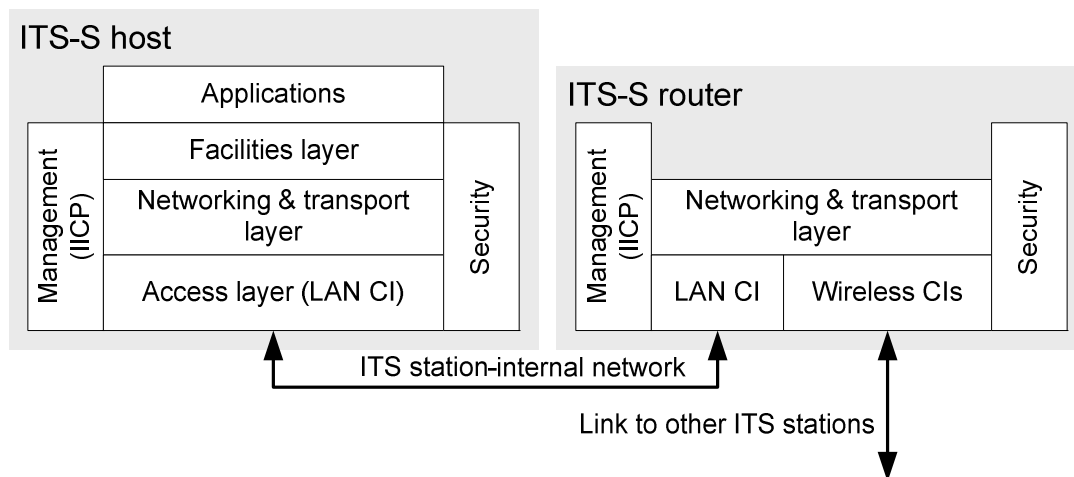 ITS-S host
Applications
Facilities layer
Networking & transport
layer
Access layer (LAN CI)
Management
(IICP)
Security
ITS-S router
Management
(IICP)
Networking & transport
layer
LAN CI
Wireless CIs
Security
ITS station-internal network
Link to other ITS stations